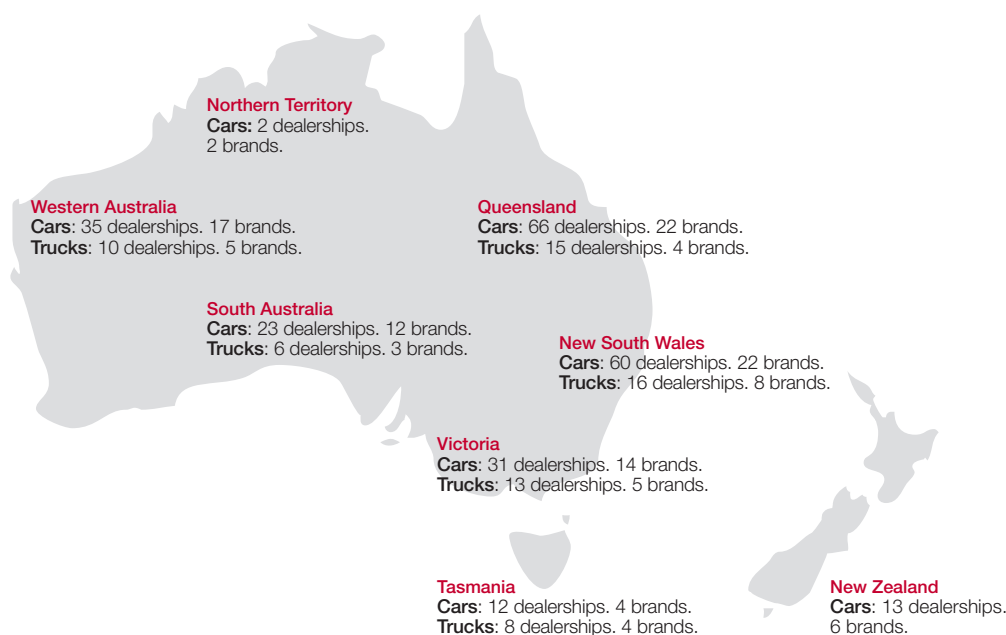 Northern Territory
Cars: 2 dealerships.
2 brands.
Western Australia
Cars: 35 dealerships. 17 brands.
Trucks: 10 dealerships. 5 brands.
Queensland
Cars: 66 dealerships. 22 brands.
Trucks: 15 dealerships. 4 brands.
South Australia
Cars: 23 dealerships. 12 brands.
Trucks: 6 dealerships. 3 brands.
New South Wales
Cars: 60 dealerships. 22 brands.
Trucks: 16 dealerships. 8 brands.
Victoria
Cars: 31 dealerships. 14 brands.
Trucks: 13 dealerships. 5 brands.
Tasmania
Cars: 12 dealerships. 4 brands.
Trucks: 8 dealerships. 4 brands.
New Zealand
Cars: 13 dealerships.
6 brands.